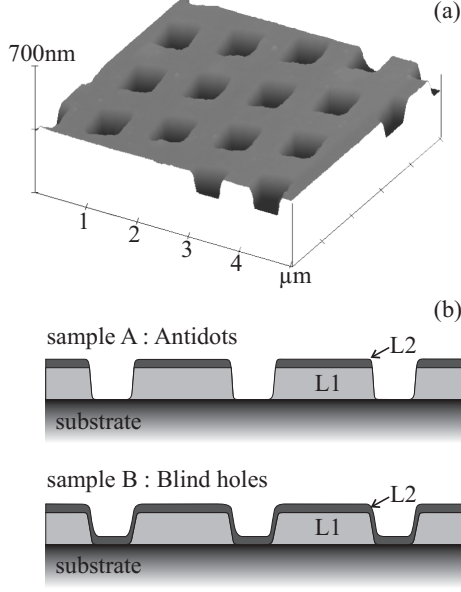 (a)
700nm
1
2
3
4
µm
(b)
sample A : Antidots
L2
L1
substrate
sample B : Blind holes
L2
L1
substrate